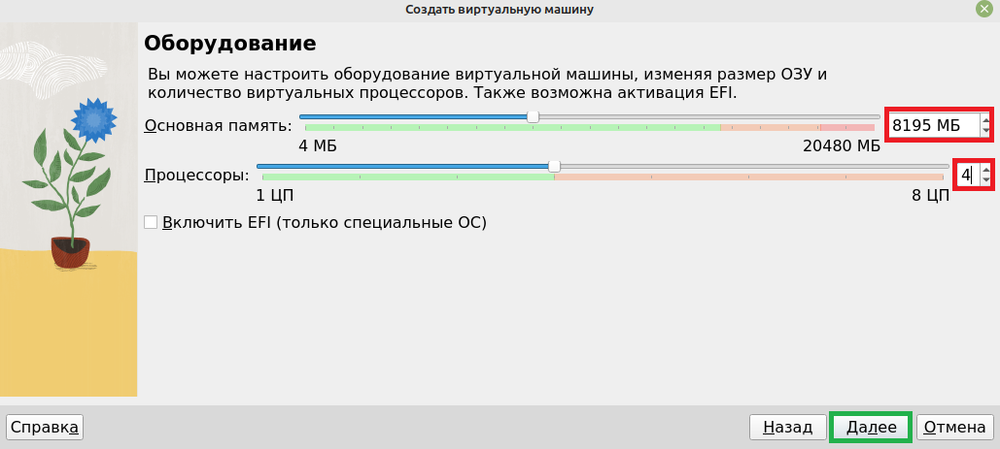 Создать виртуальную машину
Оборудование
Вы можете настроить оборудование виртуальной машины, изменяя размер ОЗУ и
количество виртуальных процессоров. Также возможна активация EFI.
Основная память:
8195 МБ
4 МБ
20480 МБ
Процессоры:
4
1 ЦП
8 ЦП
Включить EFI (только специальные ОС)
Справка
Назад
Далее
Отмена